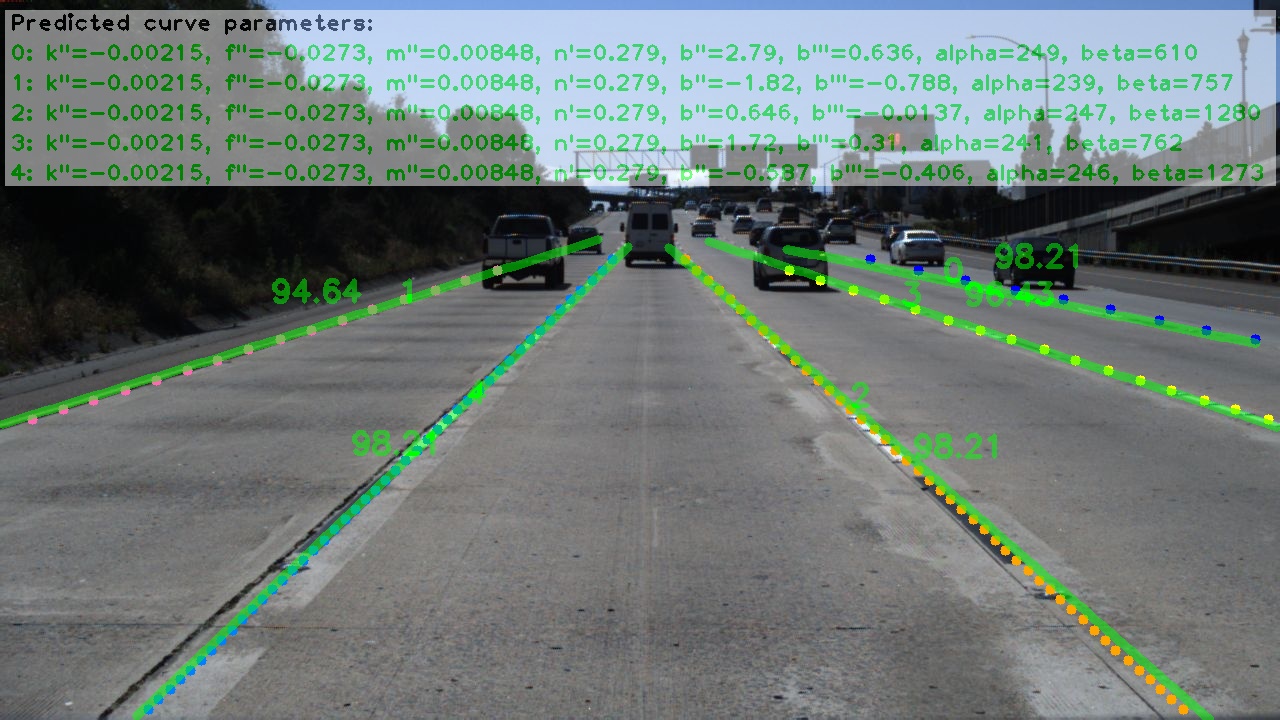 Predicted curve parameters:
0: k''=-0.00215, f''=-0.0273, m''=0.00848, n'=0.279, b''=2.79, b'''=0.636, alpha=249, beta=610
1: k''=-0.00215, f''=-0.0273, m''=0.00848, n'=0.279, b''=-1.82, b'''=-0.788, alpha=239, beta=757
2: k''=-0.00215, f''=-0.0273, m''=0.00848, n'=0.279, b''=0.646, b'''=-0.0137, alpha=247, beta=1280
3: k''=-0.00215, f''=-0.0273, m''=0.00848, n'=0.279, b''=1.72, b'''=0.31, alpha=241, beta=762
4: k''=-0.00215, f''=-0.0273, m''=0.00848, n'=0.279, b''=-0.587, b'''=-0.406, alpha=246, beta=1273
0 98.21
94.64 1
3
2
98.21
98.21